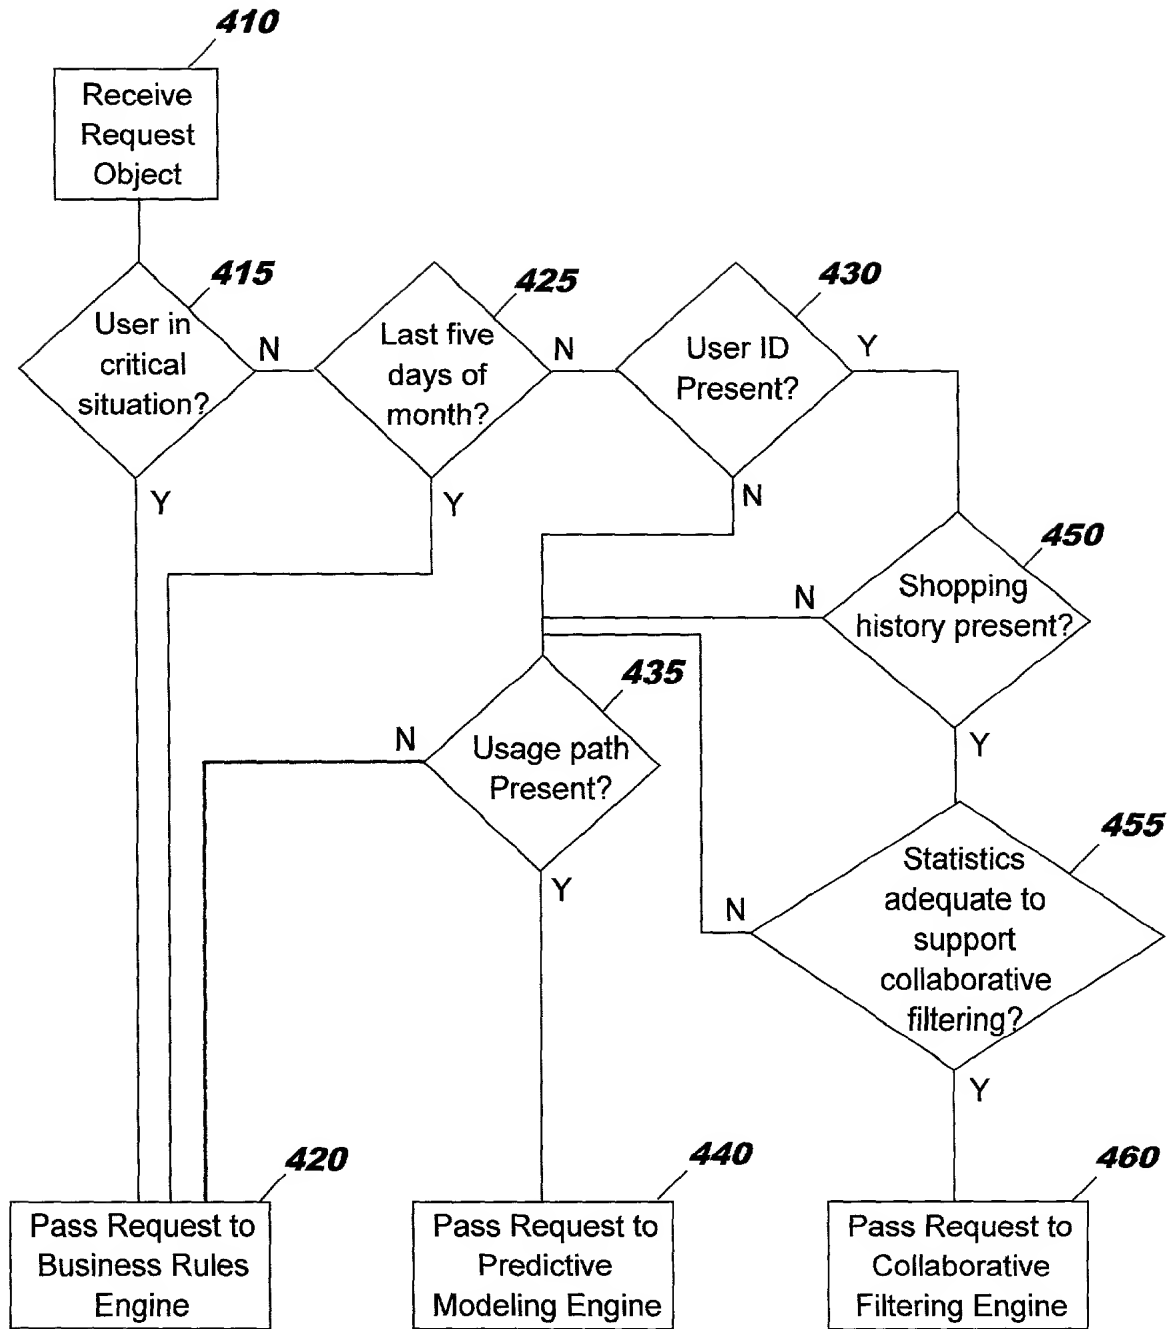 410
Receive
Request
Object
415
User in
critical
situation?
N
Y
425
Last five
days of
month?
N
Y
430
User ID
Present?
Y
N
450
Shopping
history present?
N
Y
435
Usage path
Present?
N
Y
455
Statistics
adequate to
support
collaborative
filtering?
N
Y
420
Pass Request to
Business Rules
Engine
440
Pass Request to
Predictive
Modeling Engine
460
Pass Request to
Collaborative
Filtering Engine